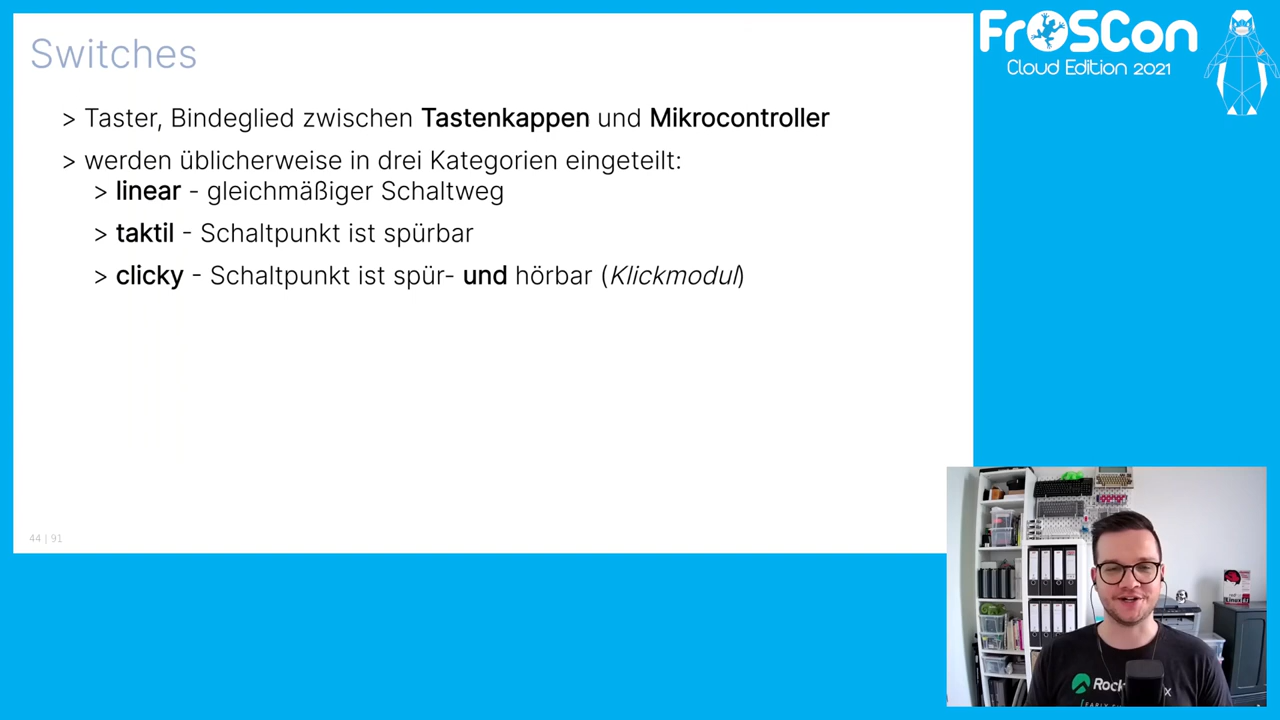 Switches
> Taster, Bindeglied zwischen Tastenkappen und Mikrocontroller
> werden üblicherweise in drei Kategorien eingeteilt:
> linear - gleichmäßiger Schaltweg
> taktil - Schaltpunkt ist spürbar
> clicky - Schaltpunkt ist spür- und hörbar (Klickmodul)
44 | 91
FrOSCon
Cloud Edition 2021
Rock
x